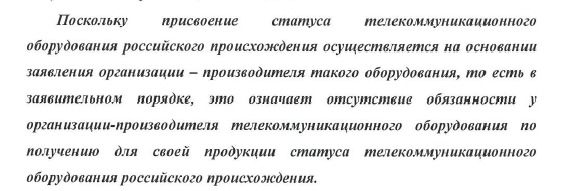 Поскольку присвоение статуса телекоммуникационного
оборудования российского происхождения осуществляется на основании
заявления организации – производителя такого оборудования, то есть в
заявительном порядке, это означает отсутствие обязанности у
организации-производителя телекоммуникационного оборудования по
получению для своей продукции статуса телекоммуникационного
оборудования российского происхождения.